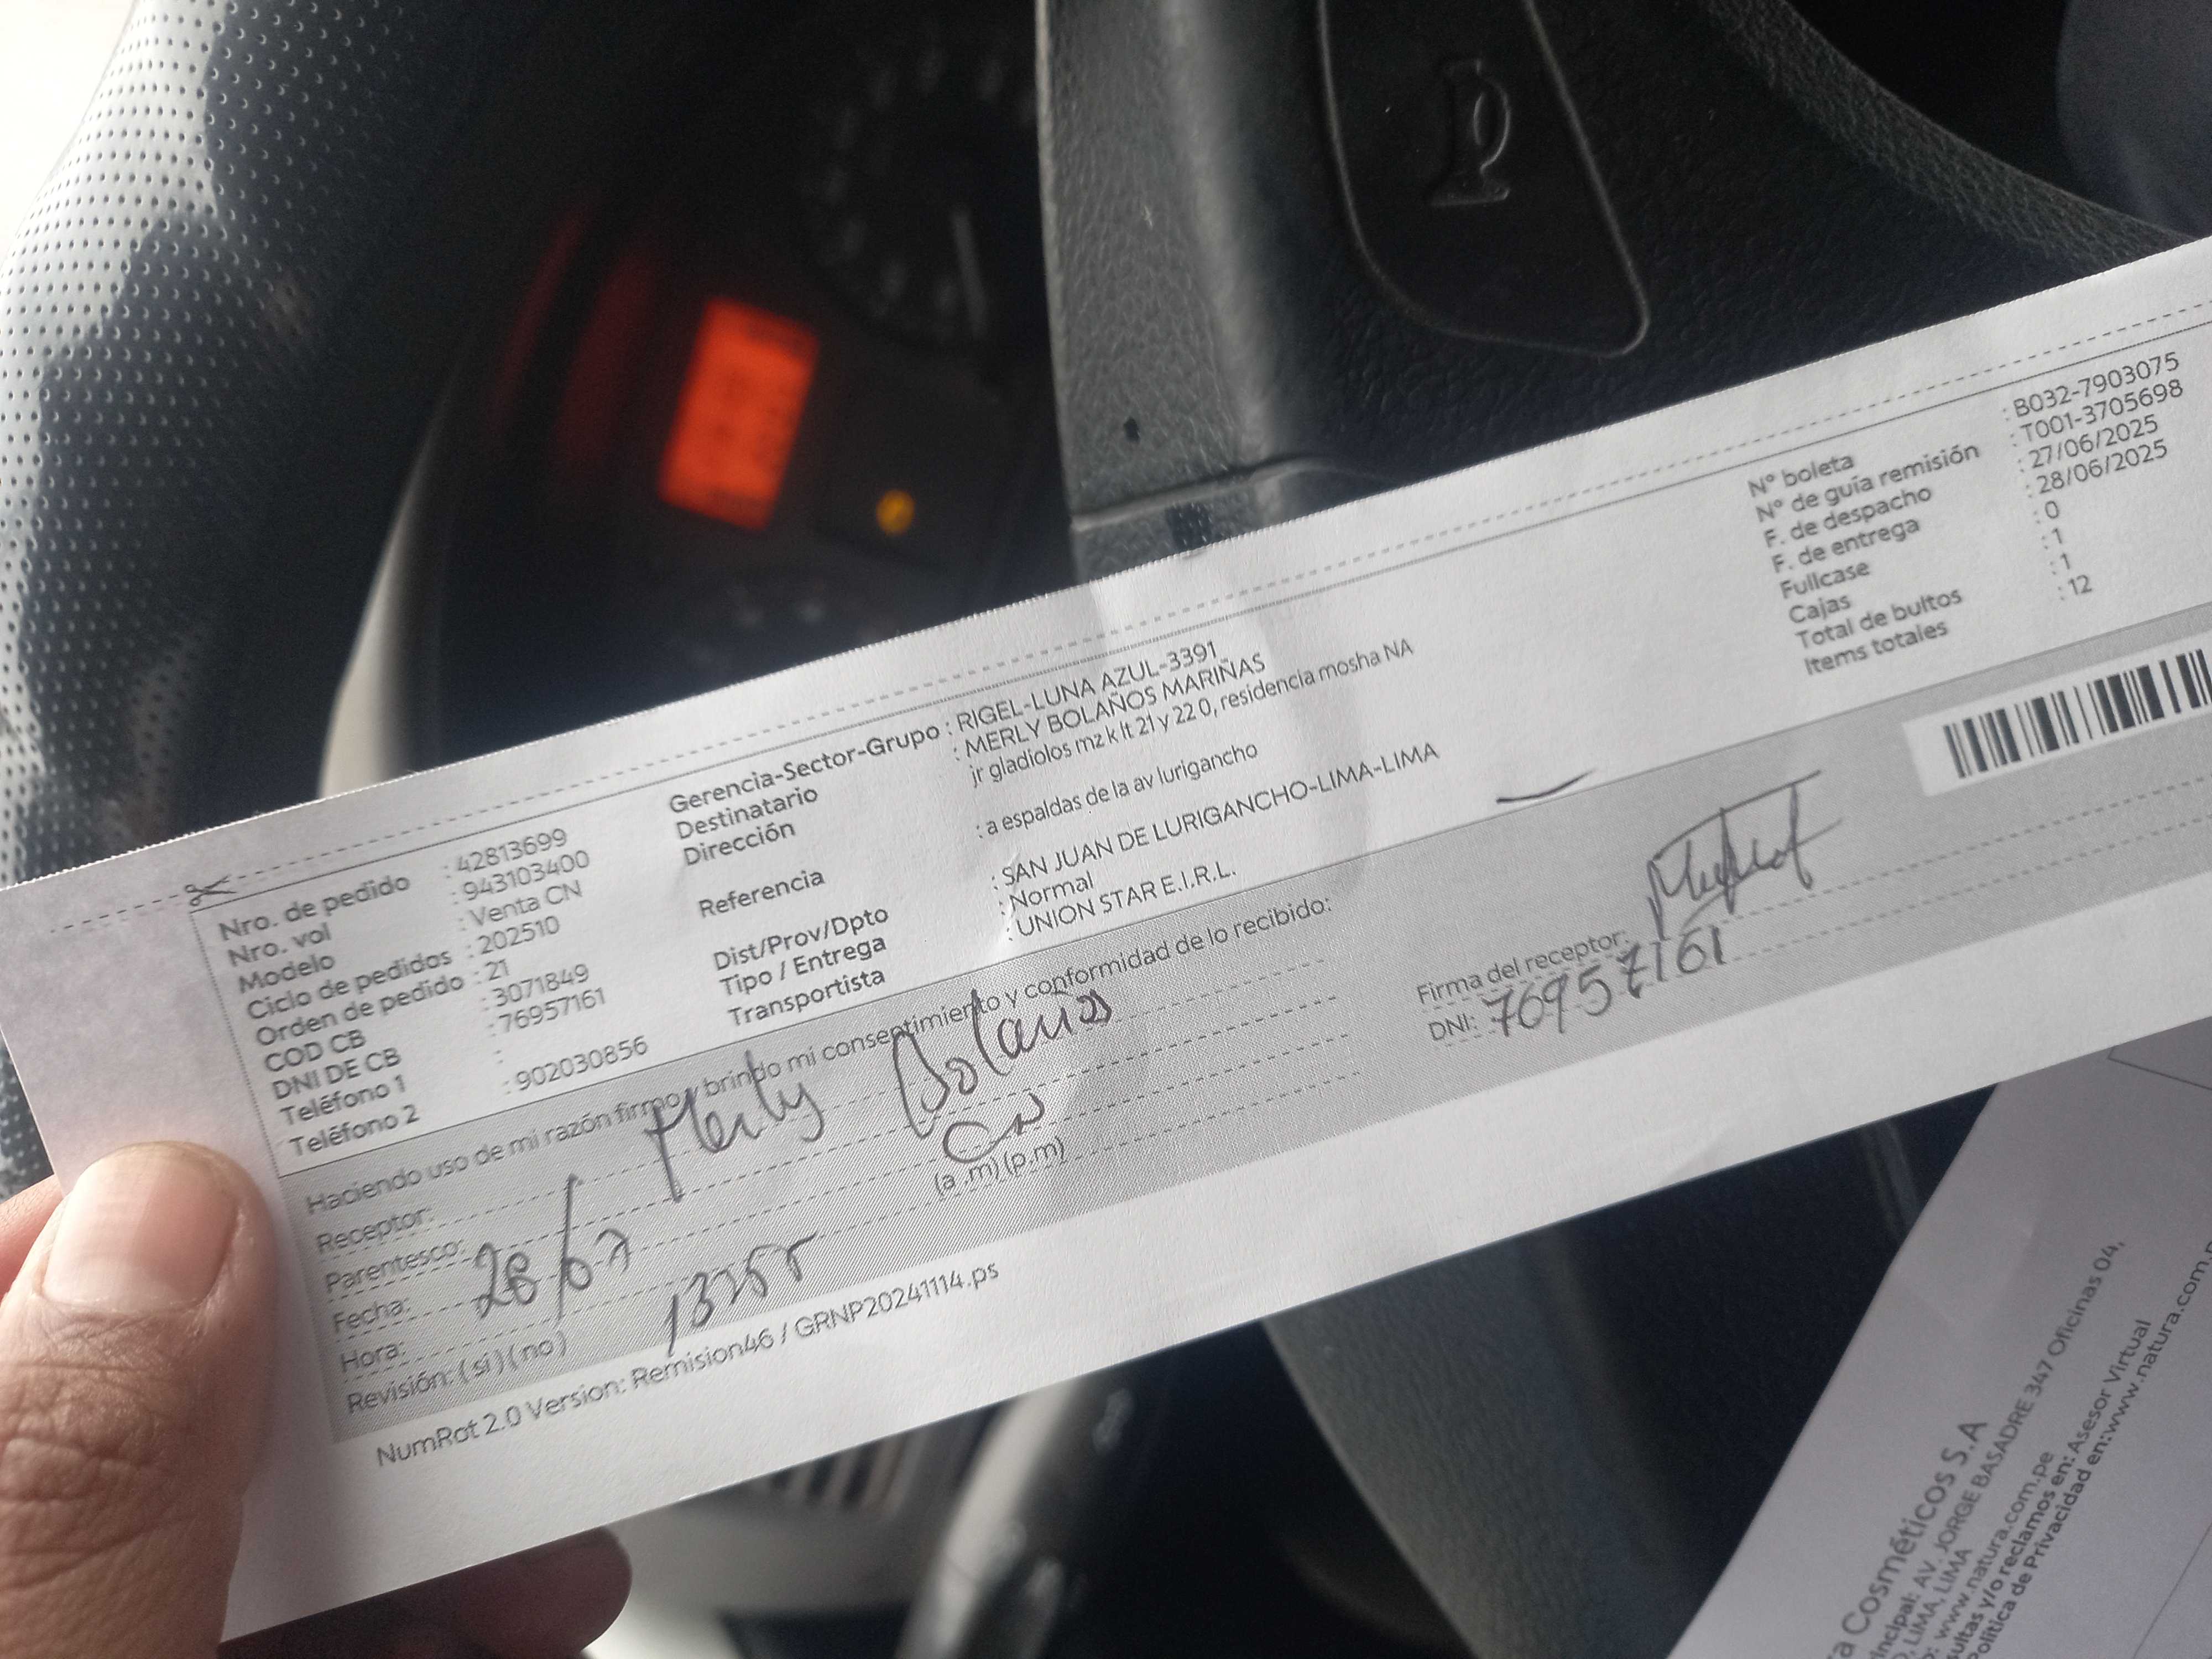 Nro. de pedido : 42813699
Nro. vol : 943103400
Modelo : Venta CN
Ciclo de pedidos : 202510
Orden de pedido : 21
COD CB : 3071849
DNI DE CB : 76957161
Teléfono 1 :
Teléfono 2 : 902030856
Gerencia-Sector-Grupo : RIGEL-LUNA AZUL-3391
Destinatario : MERLY BOLAÑOS MARIÑAS
Dirección jr gladiolos mz k lt 21 y 22 0, residencia mosha NA
Referencia : a espaldas de la av lurigancho
Dist/Prov/Dpto : SAN JUAN DE LURIGANCHO-LIMA-LIMA
Tipo / Entrega : Normal
Transportista : UNION STAR E.I.R.L.
N° boleta : B032-7903075
N° de guía remisión : T001-3705698
F. de despacho : 27/06/2025
F. de entrega : 28/06/2025
Fullcase : 0
Cajas : 1
Total de bultos : 1
Items totales : 12
Haciendo uso de mi razón firmo y brindo mi consentimiento y conformidad de lo recibido:
Receptor: Merly Bolaños
Parentesco:
Fecha:
Hora: (a .m) (p.m)
Revisión: (si) (no)
Firma del receptor:
DNI: 76957161
NumRot 2.0 Version: Remision46 / GRNP20241114.ps
Cosméticos S.A
AV. JORGE BASADRE 347 Oficinas 04,
LIMA, LIMA
www.natura.com.pe
y/o reclamos en: Asesor Virtual
Política de Privacidad en: www.natura.com